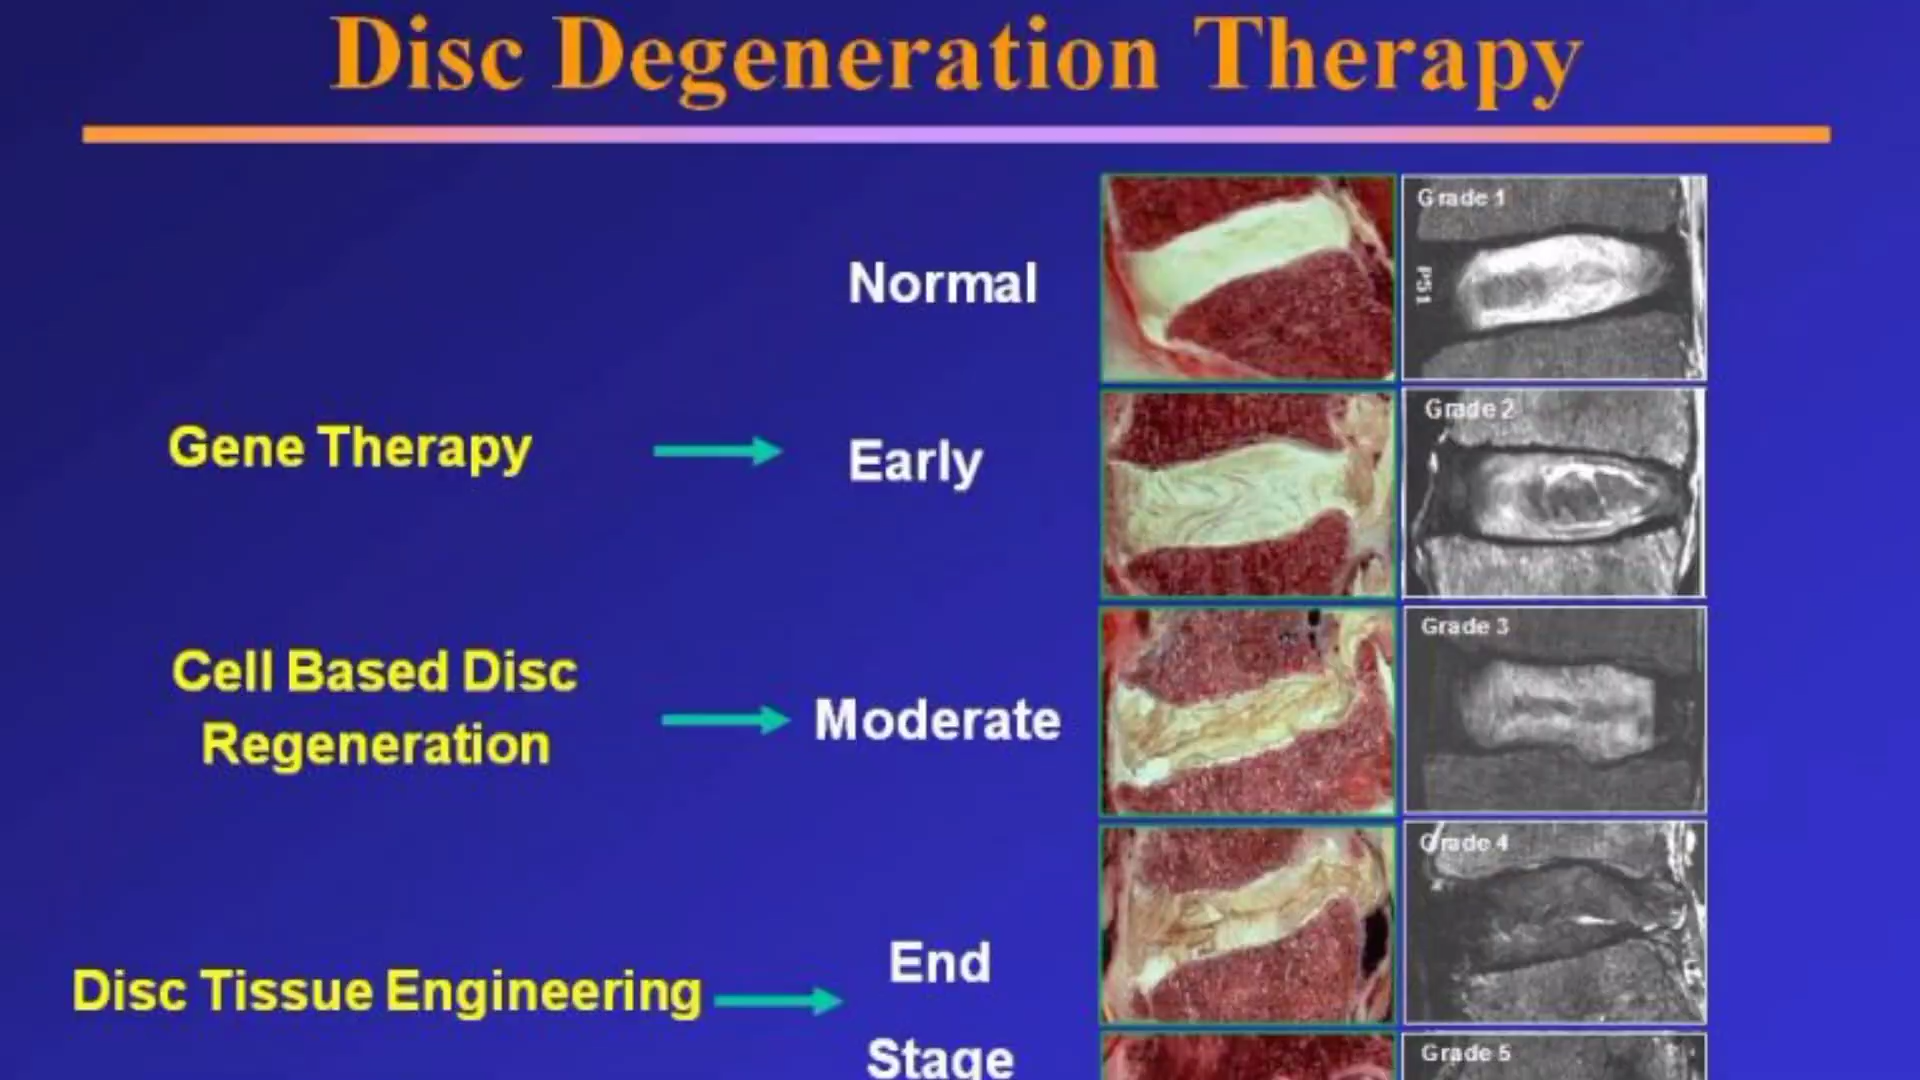 Disc Degeneration Therapy
Normal
Grade 1
PS1
Gene Therapy
Early
Grade 2
Cell Based Disc
Regeneration
Moderate
Grade 3
Grade 4
Disc Tissue Engineering
End
Stage
Grade 5